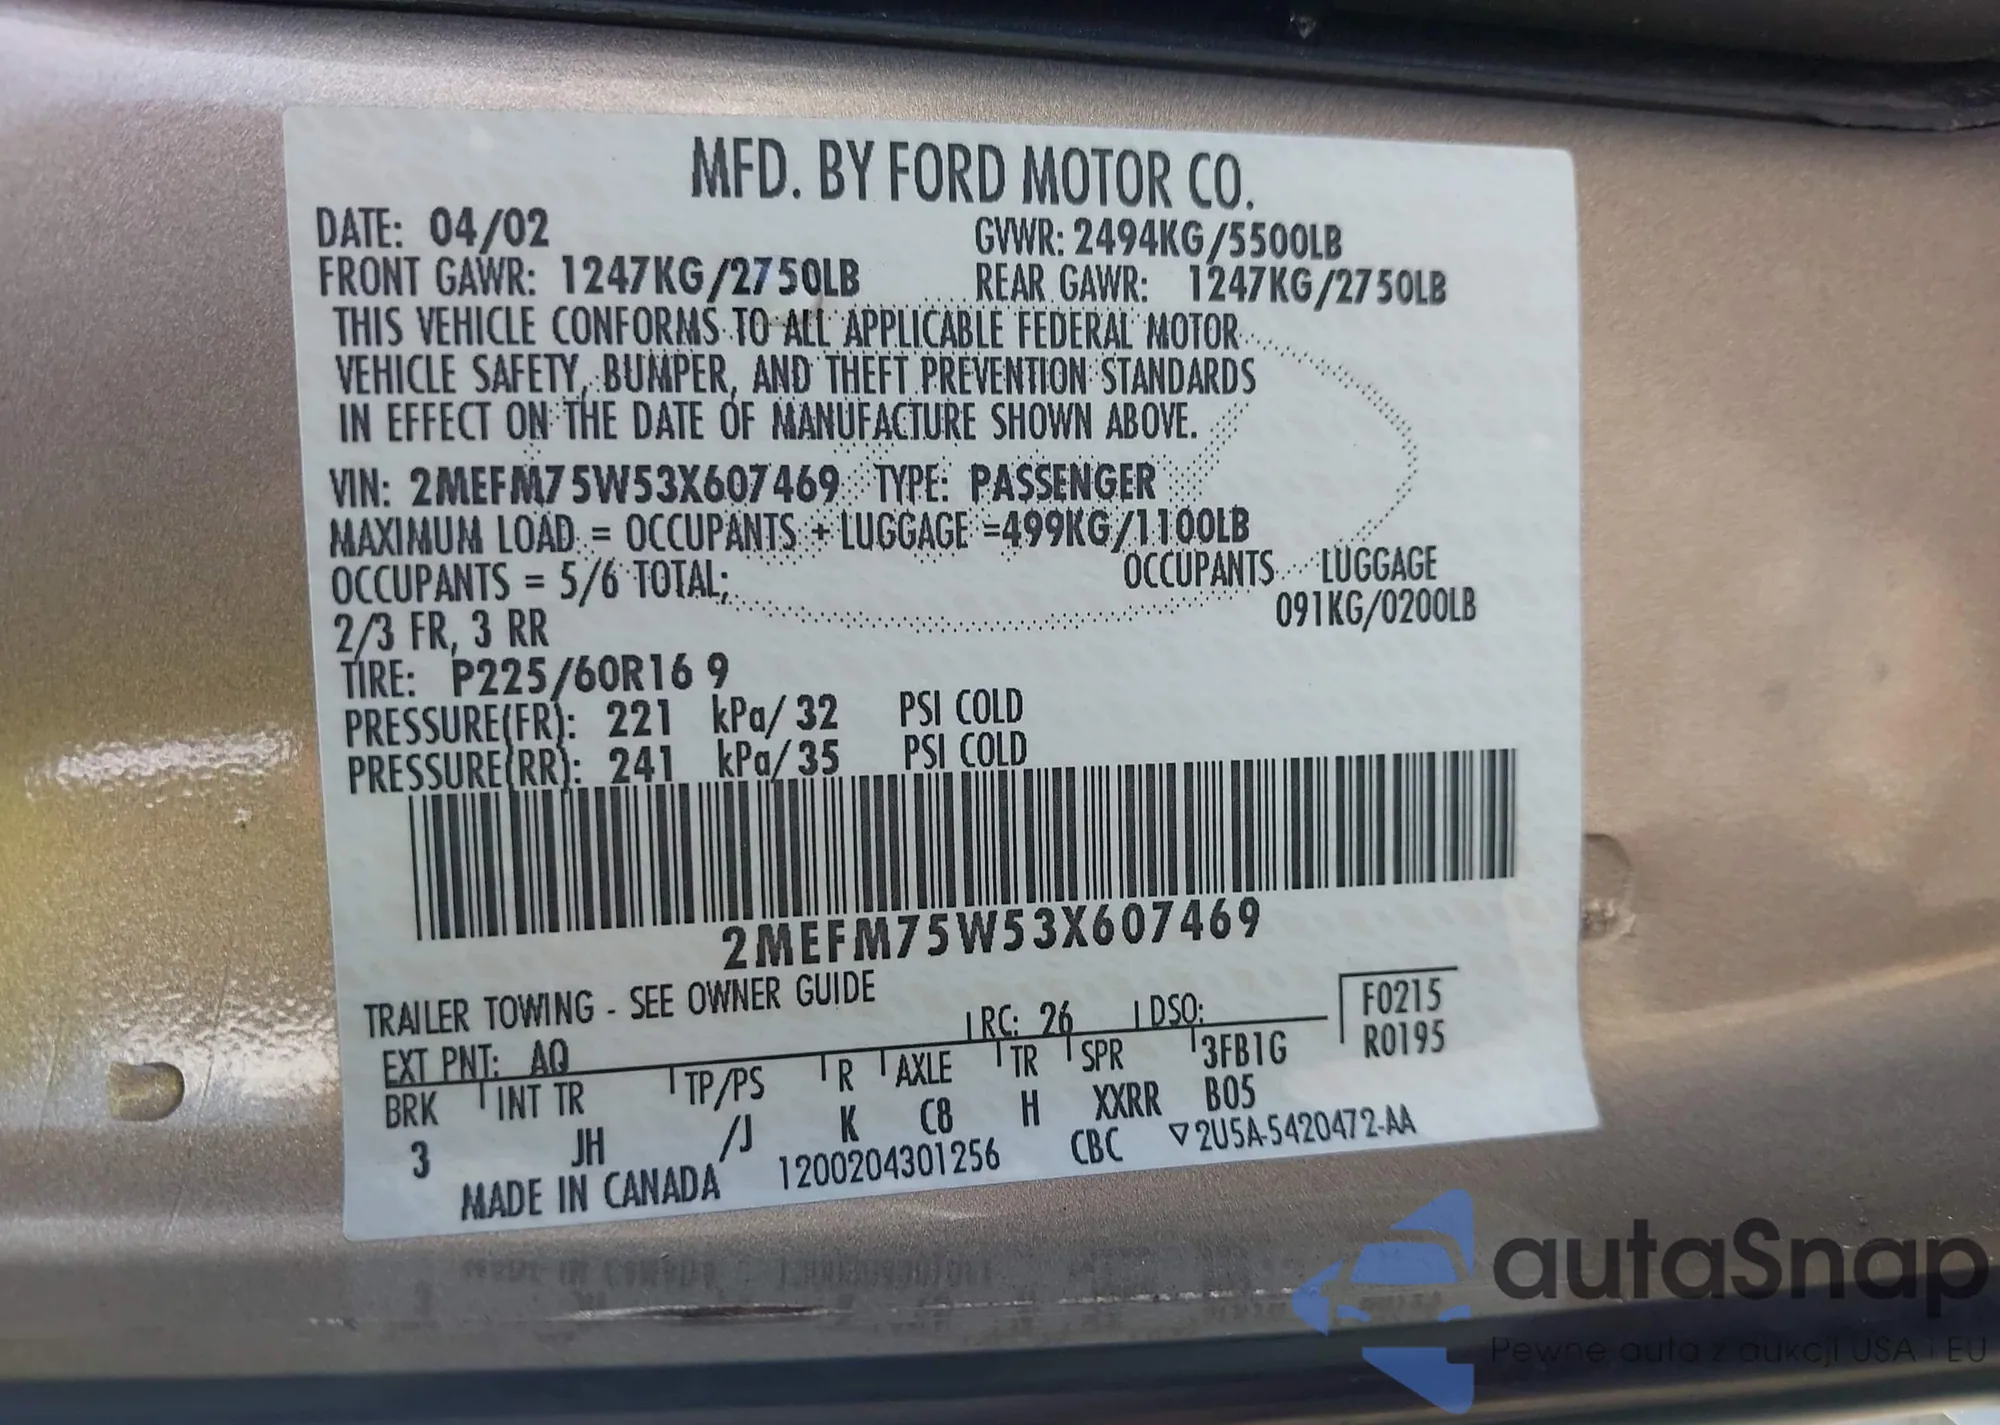 MFD. BY FORD MOTOR CO.
DATE: 04/02 GVWR: 2494KG/5500LB
FRONT GAWR: 1247KG/2750LB REAR GAWR: 1247KG/2750LB
THIS VEHICLE CONFORMS TO ALL APPLICABLE FEDERAL MOTOR
VEHICLE SAFETY, BUMPER, AND THEFT PREVENTION STANDARDS
IN EFFECT ON THE DATE OF MANUFACTURE SHOWN ABOVE.
VIN: 2MEFM75W53X607469 TYPE: PASSENGER
MAXIMUM LOAD = OCCUPANTS + LUGGAGE =499KG/1100LB
OCCUPANTS = 5/6 TOTAL; OCCUPANTS LUGGAGE
2/3 FR, 3 RR 091KG/0200LB
TIRE: P225/60R16 9
PRESSURE(FR): 221 kPa/ 32 PSI COLD
PRESSURE(RR): 241 kPa/ 35 PSI COLD
2MEFM75W53X607469
TRAILER TOWING - SEE OWNER GUIDE
EXT PNT: AQ RC: 26 DSO: F0215
BRK INT TR TP/PS R AXLE TR SPR 3FB1G R0195
3 JH /J K C8 H XXRR B05
MADE IN CANADA 1200204301256 CBC ▽2U5A-5420472-AA
autaSnap
Pewne auta z aukcji USA i EU